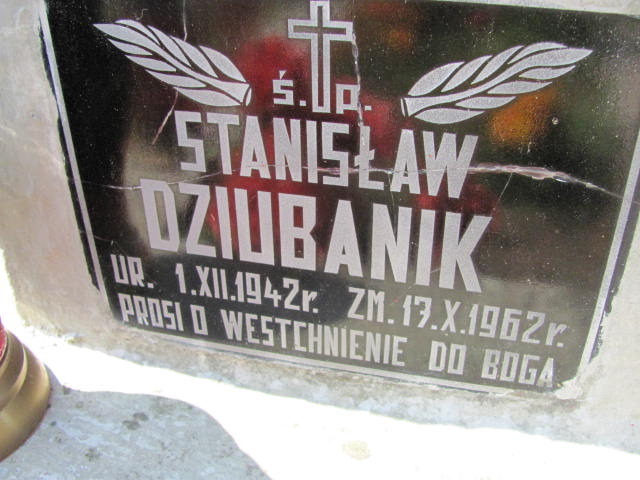 Ś. P.
STANISŁAW
DZIUBANIK
UR. 1.XII.1942r. ZM. 17.X.1962r.
PROSI O WESTCHNIENIE DO BOGA